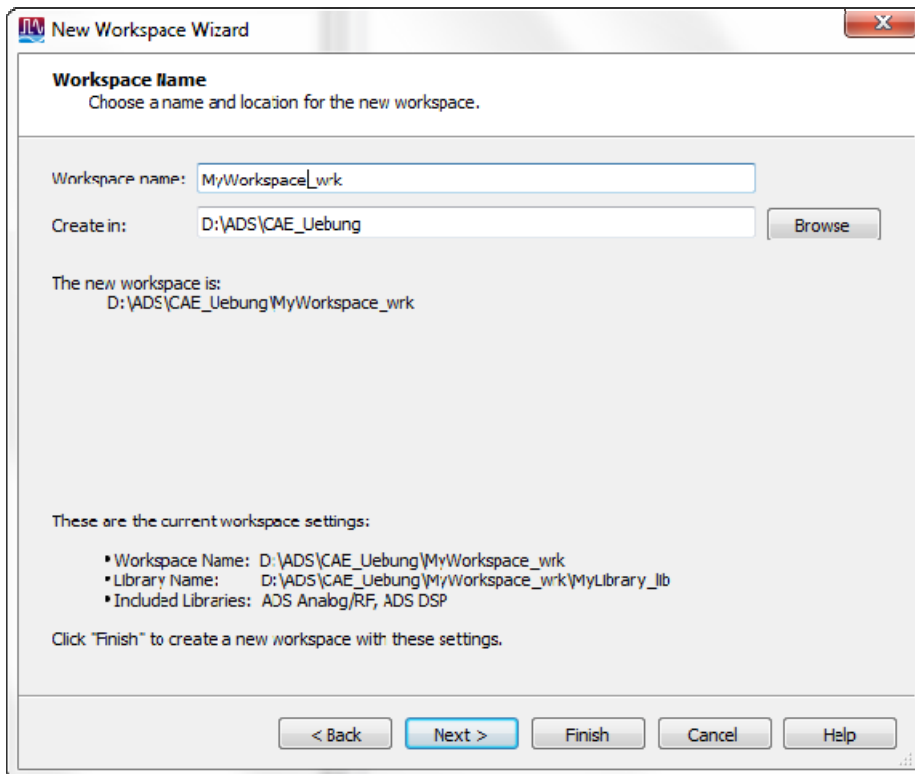 New Workspace Wizard
Workspace Name
Choose a name and location for the new workspace.
Workspace name: MyWorkspace_wrk
Create in: D:\ADS\CAE_Uebung Browse
The new workspace is:
D:\ADS\CAE_Uebung\MyWorkspace_wrk
These are the current workspace settings:
• Workspace Name: D:\ADS\CAE_Uebung\MyWorkspace_wrk
• Library Name: D:\ADS\CAE_Uebung\MyWorkspace_wrk\MyLibrary_lib
• Included Libraries: ADS Analog/RF, ADS DSP
Click "Finish" to create a new workspace with these settings.
< Back Next > Finish Cancel Help